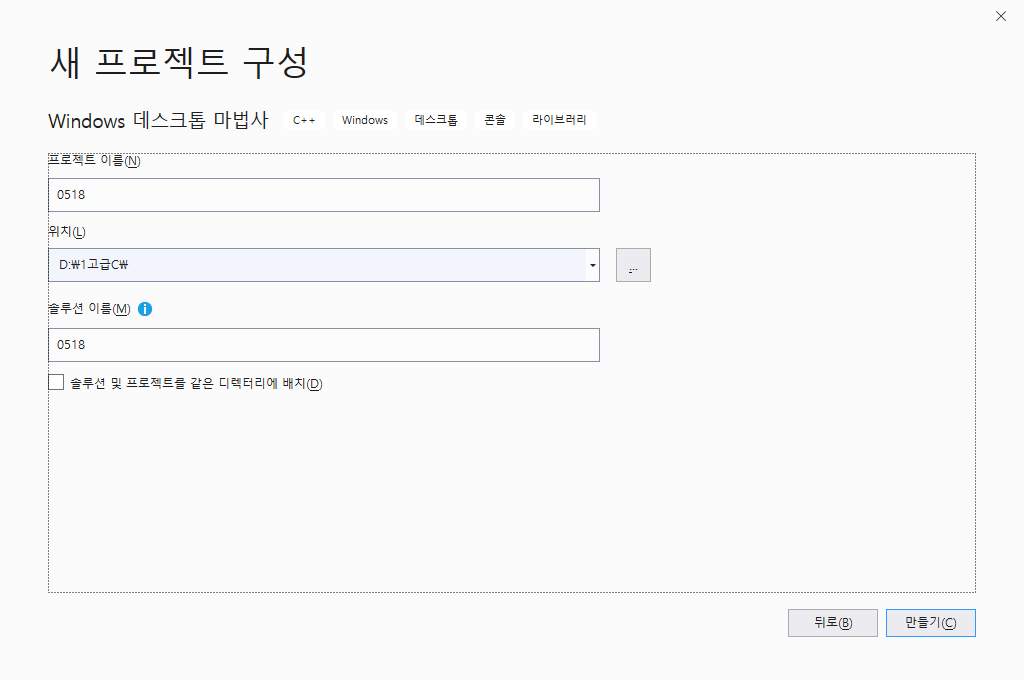 새 프로젝트 구성
Windows 데스크톱 마법사 C++ Windows 데스크톱 콘솔 라이브러리
프로젝트 이름(N)
0518
위치(L)
D:₩1고급C₩
...
솔루션 이름(M)
0518
솔루션 및 프로젝트를 같은 디렉터리에 배치(D)
뒤로(B) 만들기(C)